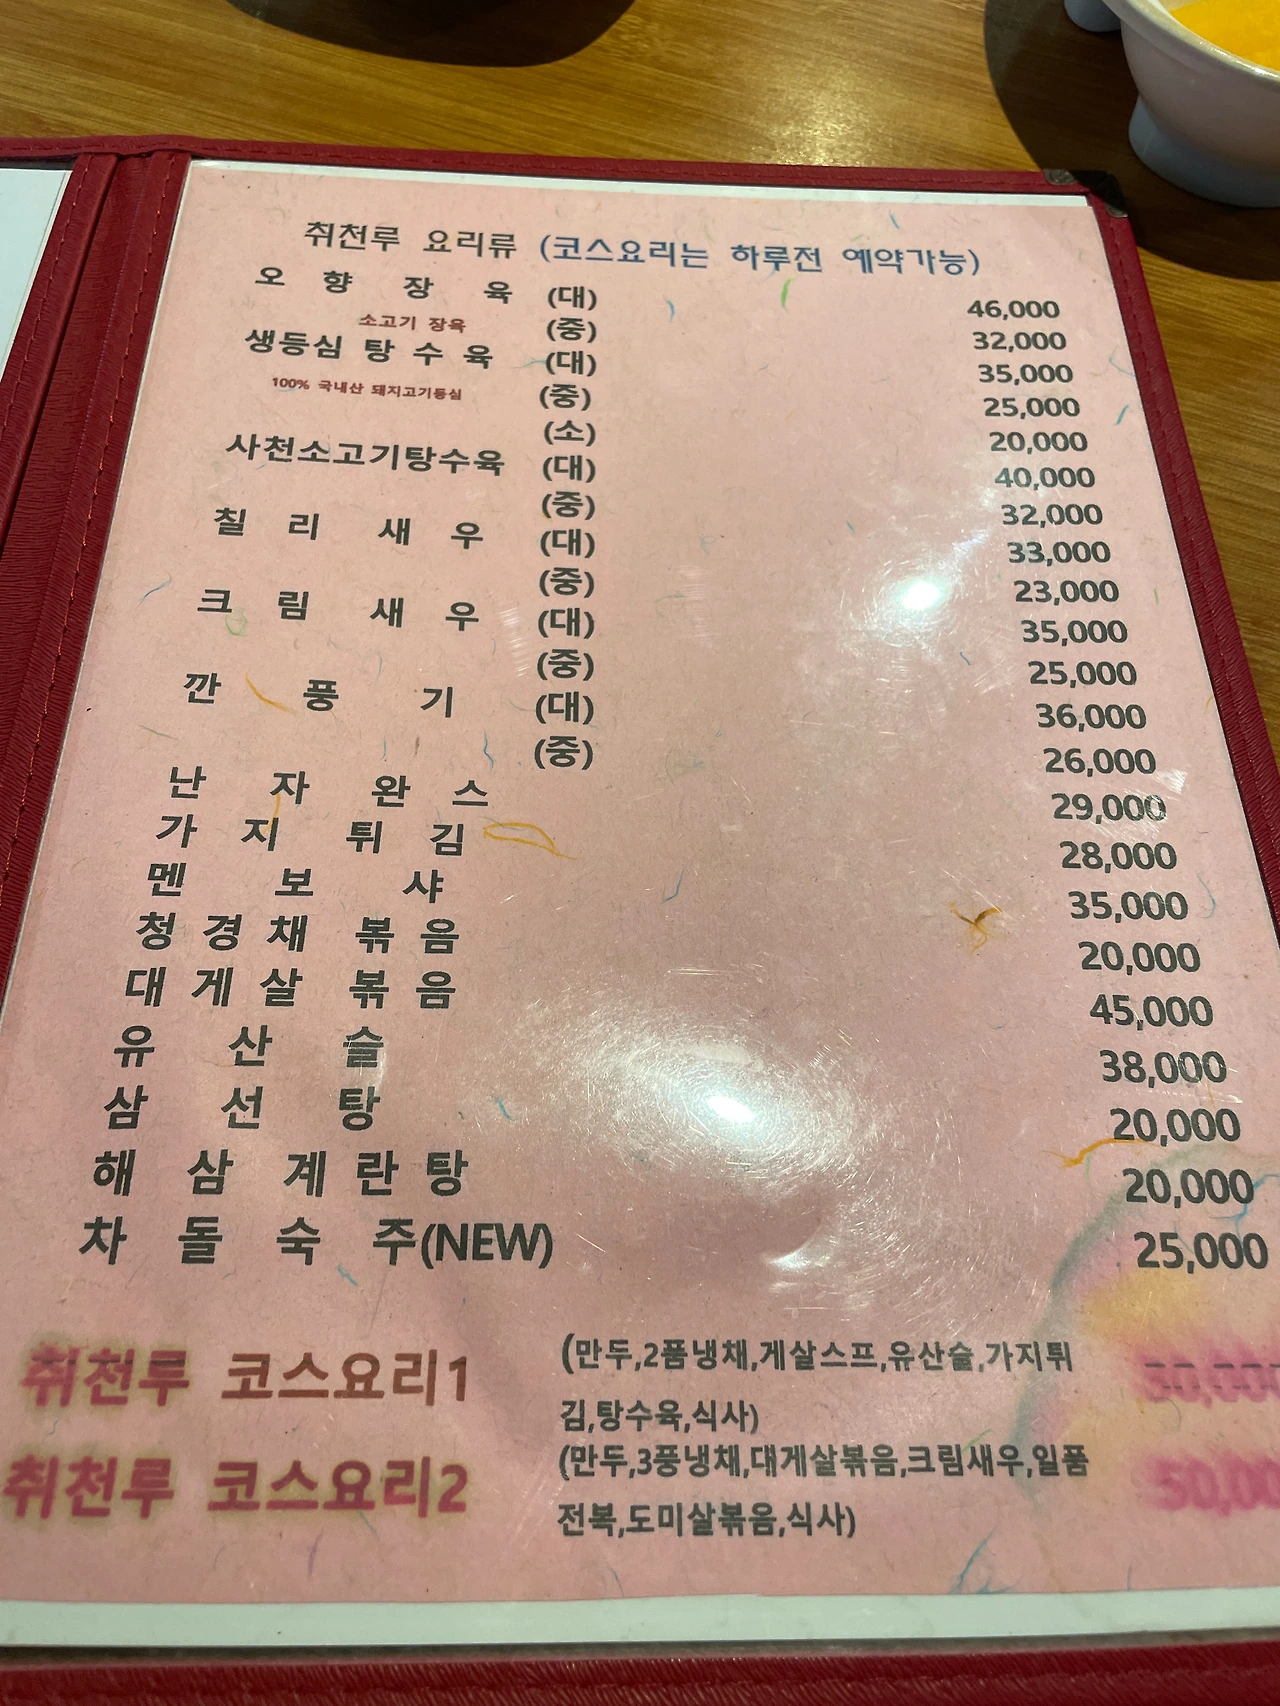 취천루 요리류 (코스요리는 하루전 예약가능)
오 향 장 육 (대) 46,000
소고기 장육 (중) 32,000
생등심 탕 수 육 (대) 35,000
100% 국내산 돼지고기등심 (중) 25,000
(소) 20,000
사천소고기탕수육 (대) 40,000
(중) 32,000
칠 리 새 우 (대) 33,000
(중) 23,000
크 림 새 우 (대) 35,000
(중) 25,000
깐 풍 기 (대) 36,000
(중) 26,000
난 자 완 스 29,000
가 지 튀 김 28,000
멘 보 샤 35,000
청 경 채 볶 음 20,000
대 게 살 볶 음 45,000
유 산 슬 38,000
삼 선 탕 20,000
해 삼 계 란 탕 20,000
차 돌 숙 주(NEW) 25,000
취천루 코스요리1 (만두,2품냉채,게살스프,유산슬,가지튀
김,탕수육,식사)
취천루 코스요리2 (만두,3풍냉채,대게살볶음,크림새우,일품
전복,도미살볶음,식사)